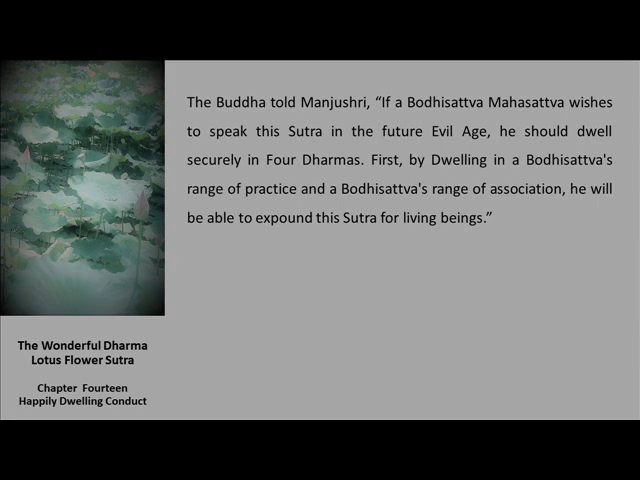 The Buddha told Manjushri, “If a Bodhisattva Mahasattva wishes
to speak this Sutra in the future Evil Age, he should dwell
securely in Four Dharmas. First, by Dwelling in a Bodhisattva's
range of practice and a Bodhisattva's range of association, he will
be able to expound this Sutra for living beings.”
The Wonderful Dharma
Lotus Flower Sutra
Chapter Fourteen
Happily Dwelling Conduct